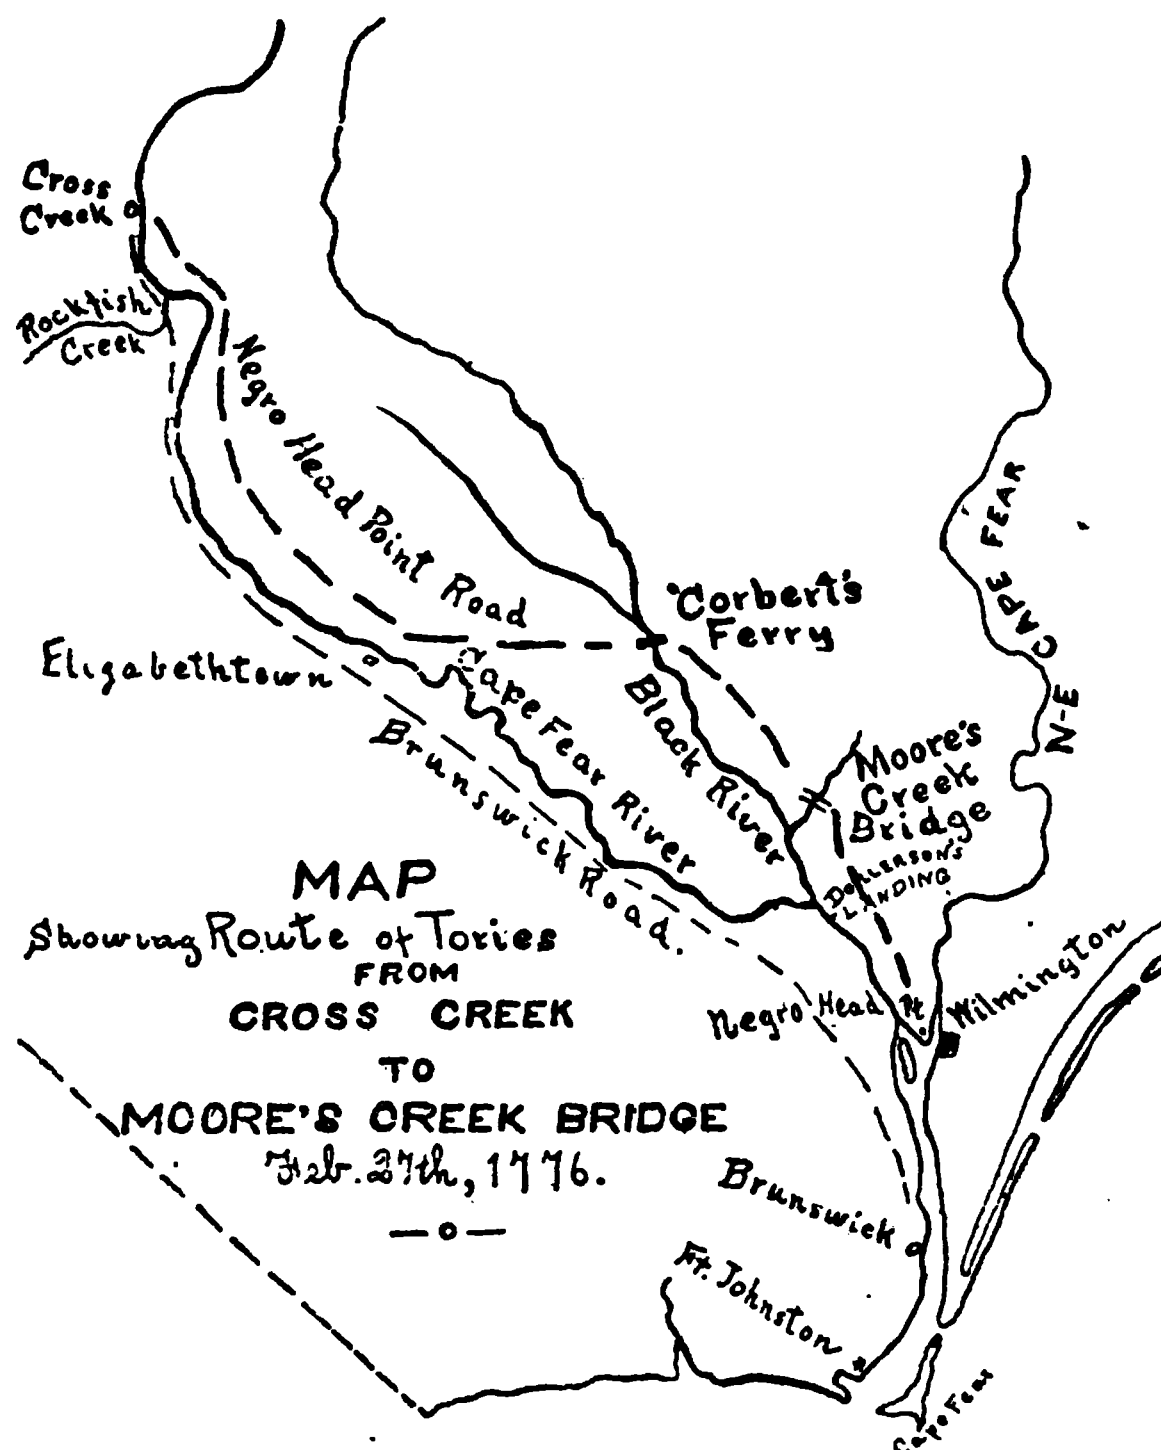 Cross
Creek
Rockfish
Creek
Negro Head Point Road
CAPE FEAR
N-E
Corbert's
Ferry
Elizabethtown
Cape Fear River
Black River
Brunswick Road.
Moore's
Creek
Bridge
LANDING
MAP
Showing Route of Tories
FROM
CROSS CREEK
TO
MOORE'S CREEK BRIDGE
Feb. 27th, 1776.
Negro Head Pt.
Wilmington
Brunswick
Ft. Johnston
Cape Fear